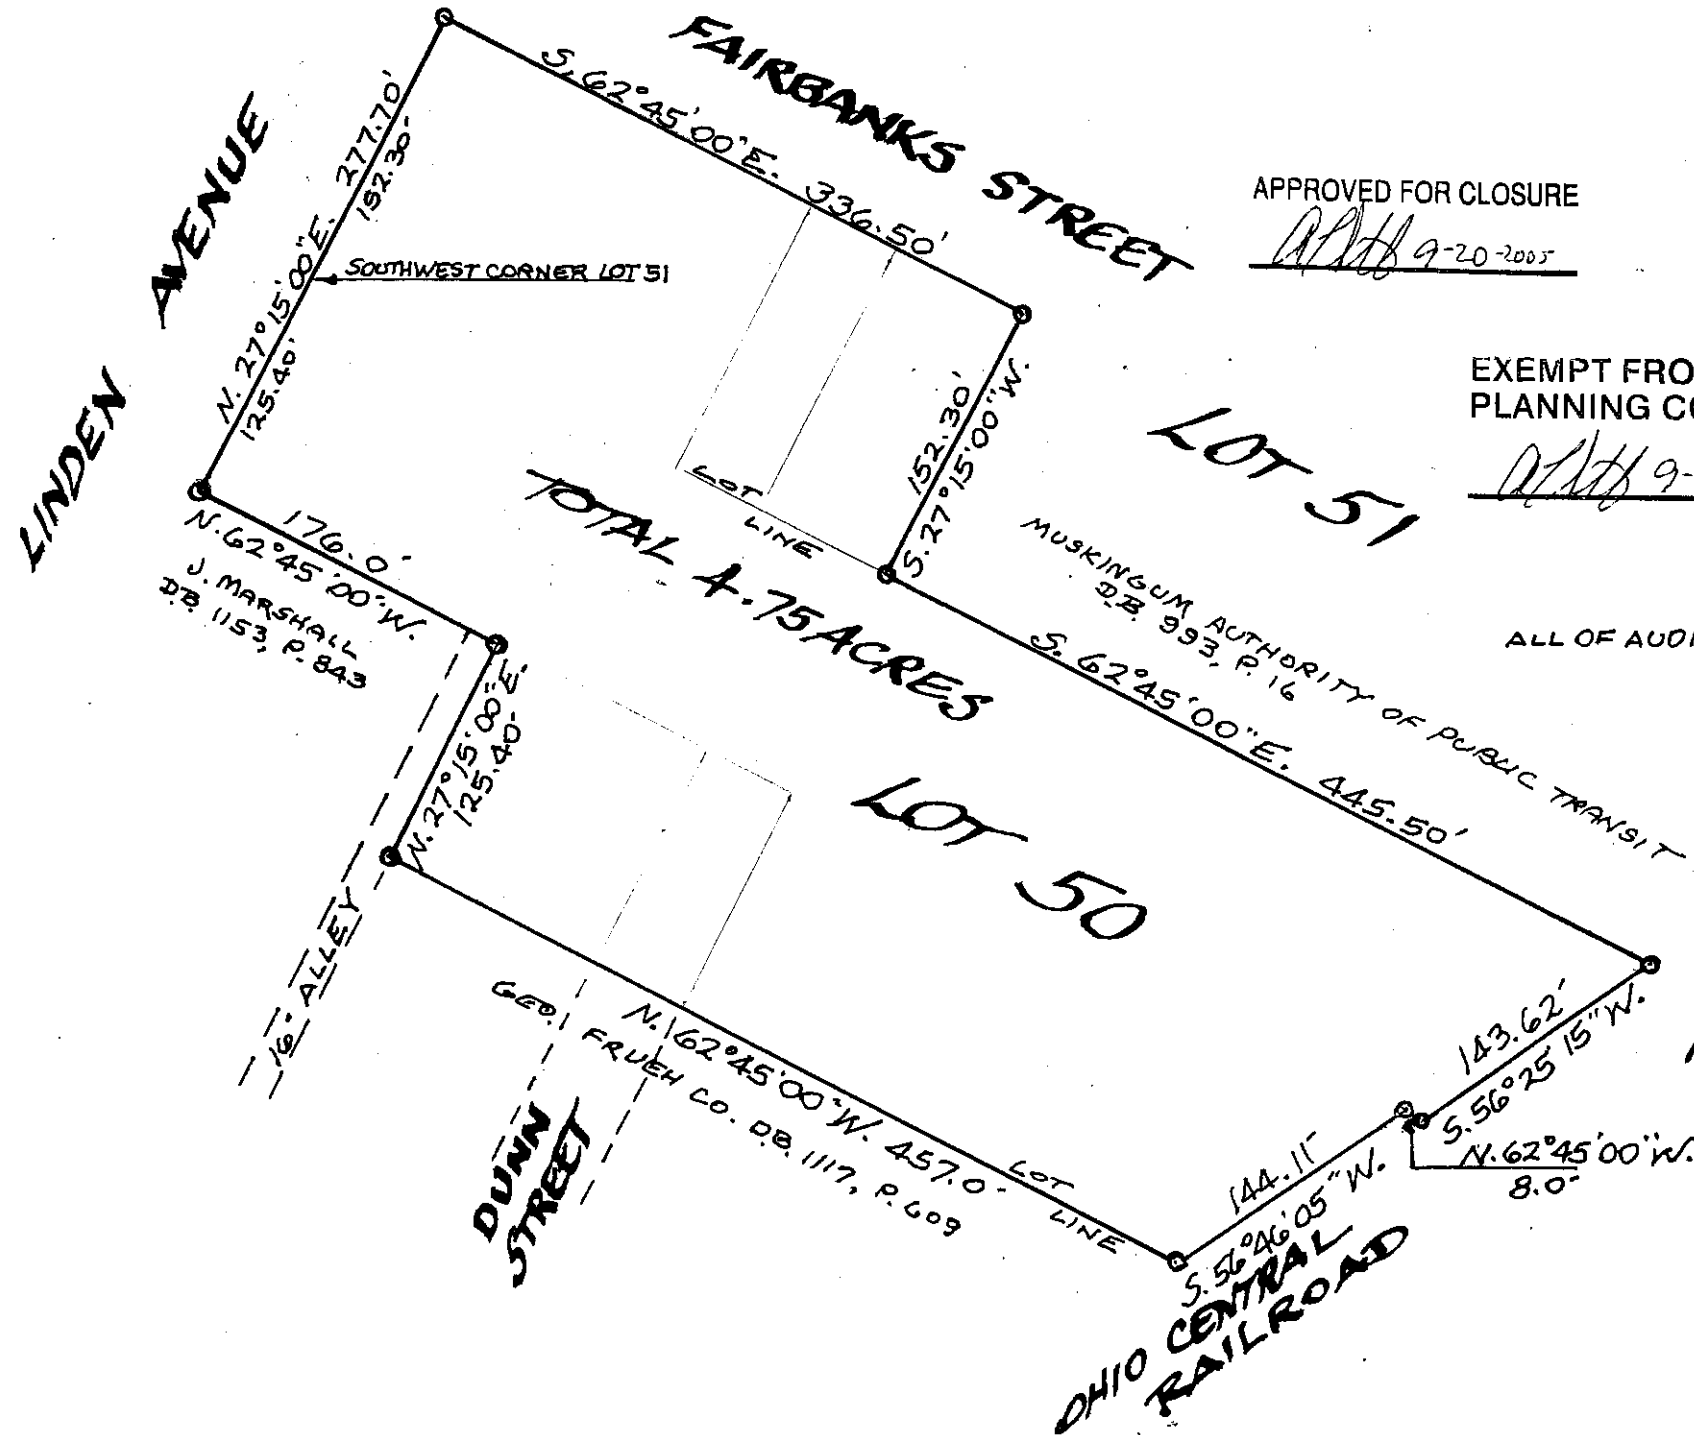 FAIRBANKS STREET
S. 62°45'00"E. 336.50'
LINDEN AVENUE
N. 27°15'00"E. 277.70'
152.30'
125.40'
SOUTHWEST CORNER LOT 51
APPROVED FOR CLOSURE
9-20-2005
EXEMPT FRO
PLANNING CO
9-
152.30'
S. 27°15'00"W.
LOT 51
LOT
LINE
176.0'
N. 62°45'00"W.
J. MARSHALL
D.B. 1153, P. 843
TOTAL 4.75 ACRES
MUSKINGUM AUTHORITY OF PUBLIC TRANSIT
D.B. 993, P. 16
ALL OF AUDI
S. 62°45'00"E. 445.50'
N. 27°15'00"E.
125.40'
LOT 50
16' ALLEY
GEO. FRUEH CO. DB. 1117, P. 609
N. 62°45'00"W. 457.0'
LOT
LINE
DUNN
STREET
143.62'
S. 56°25'15"W.
N. 62°45'00"W.
8.0'
144.11'
S. 56°46'05"W.
OHIO CENTRAL
RAILROAD